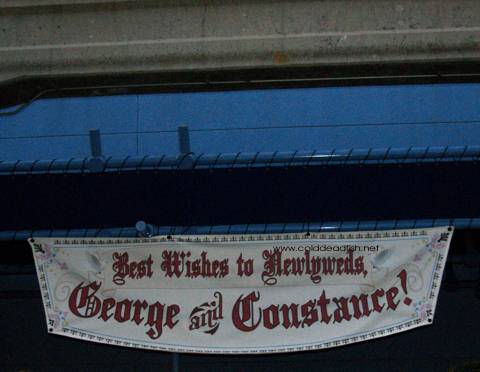 www.colddeadfish.net
Best Wishes to Newlyweds,
George and Constance!